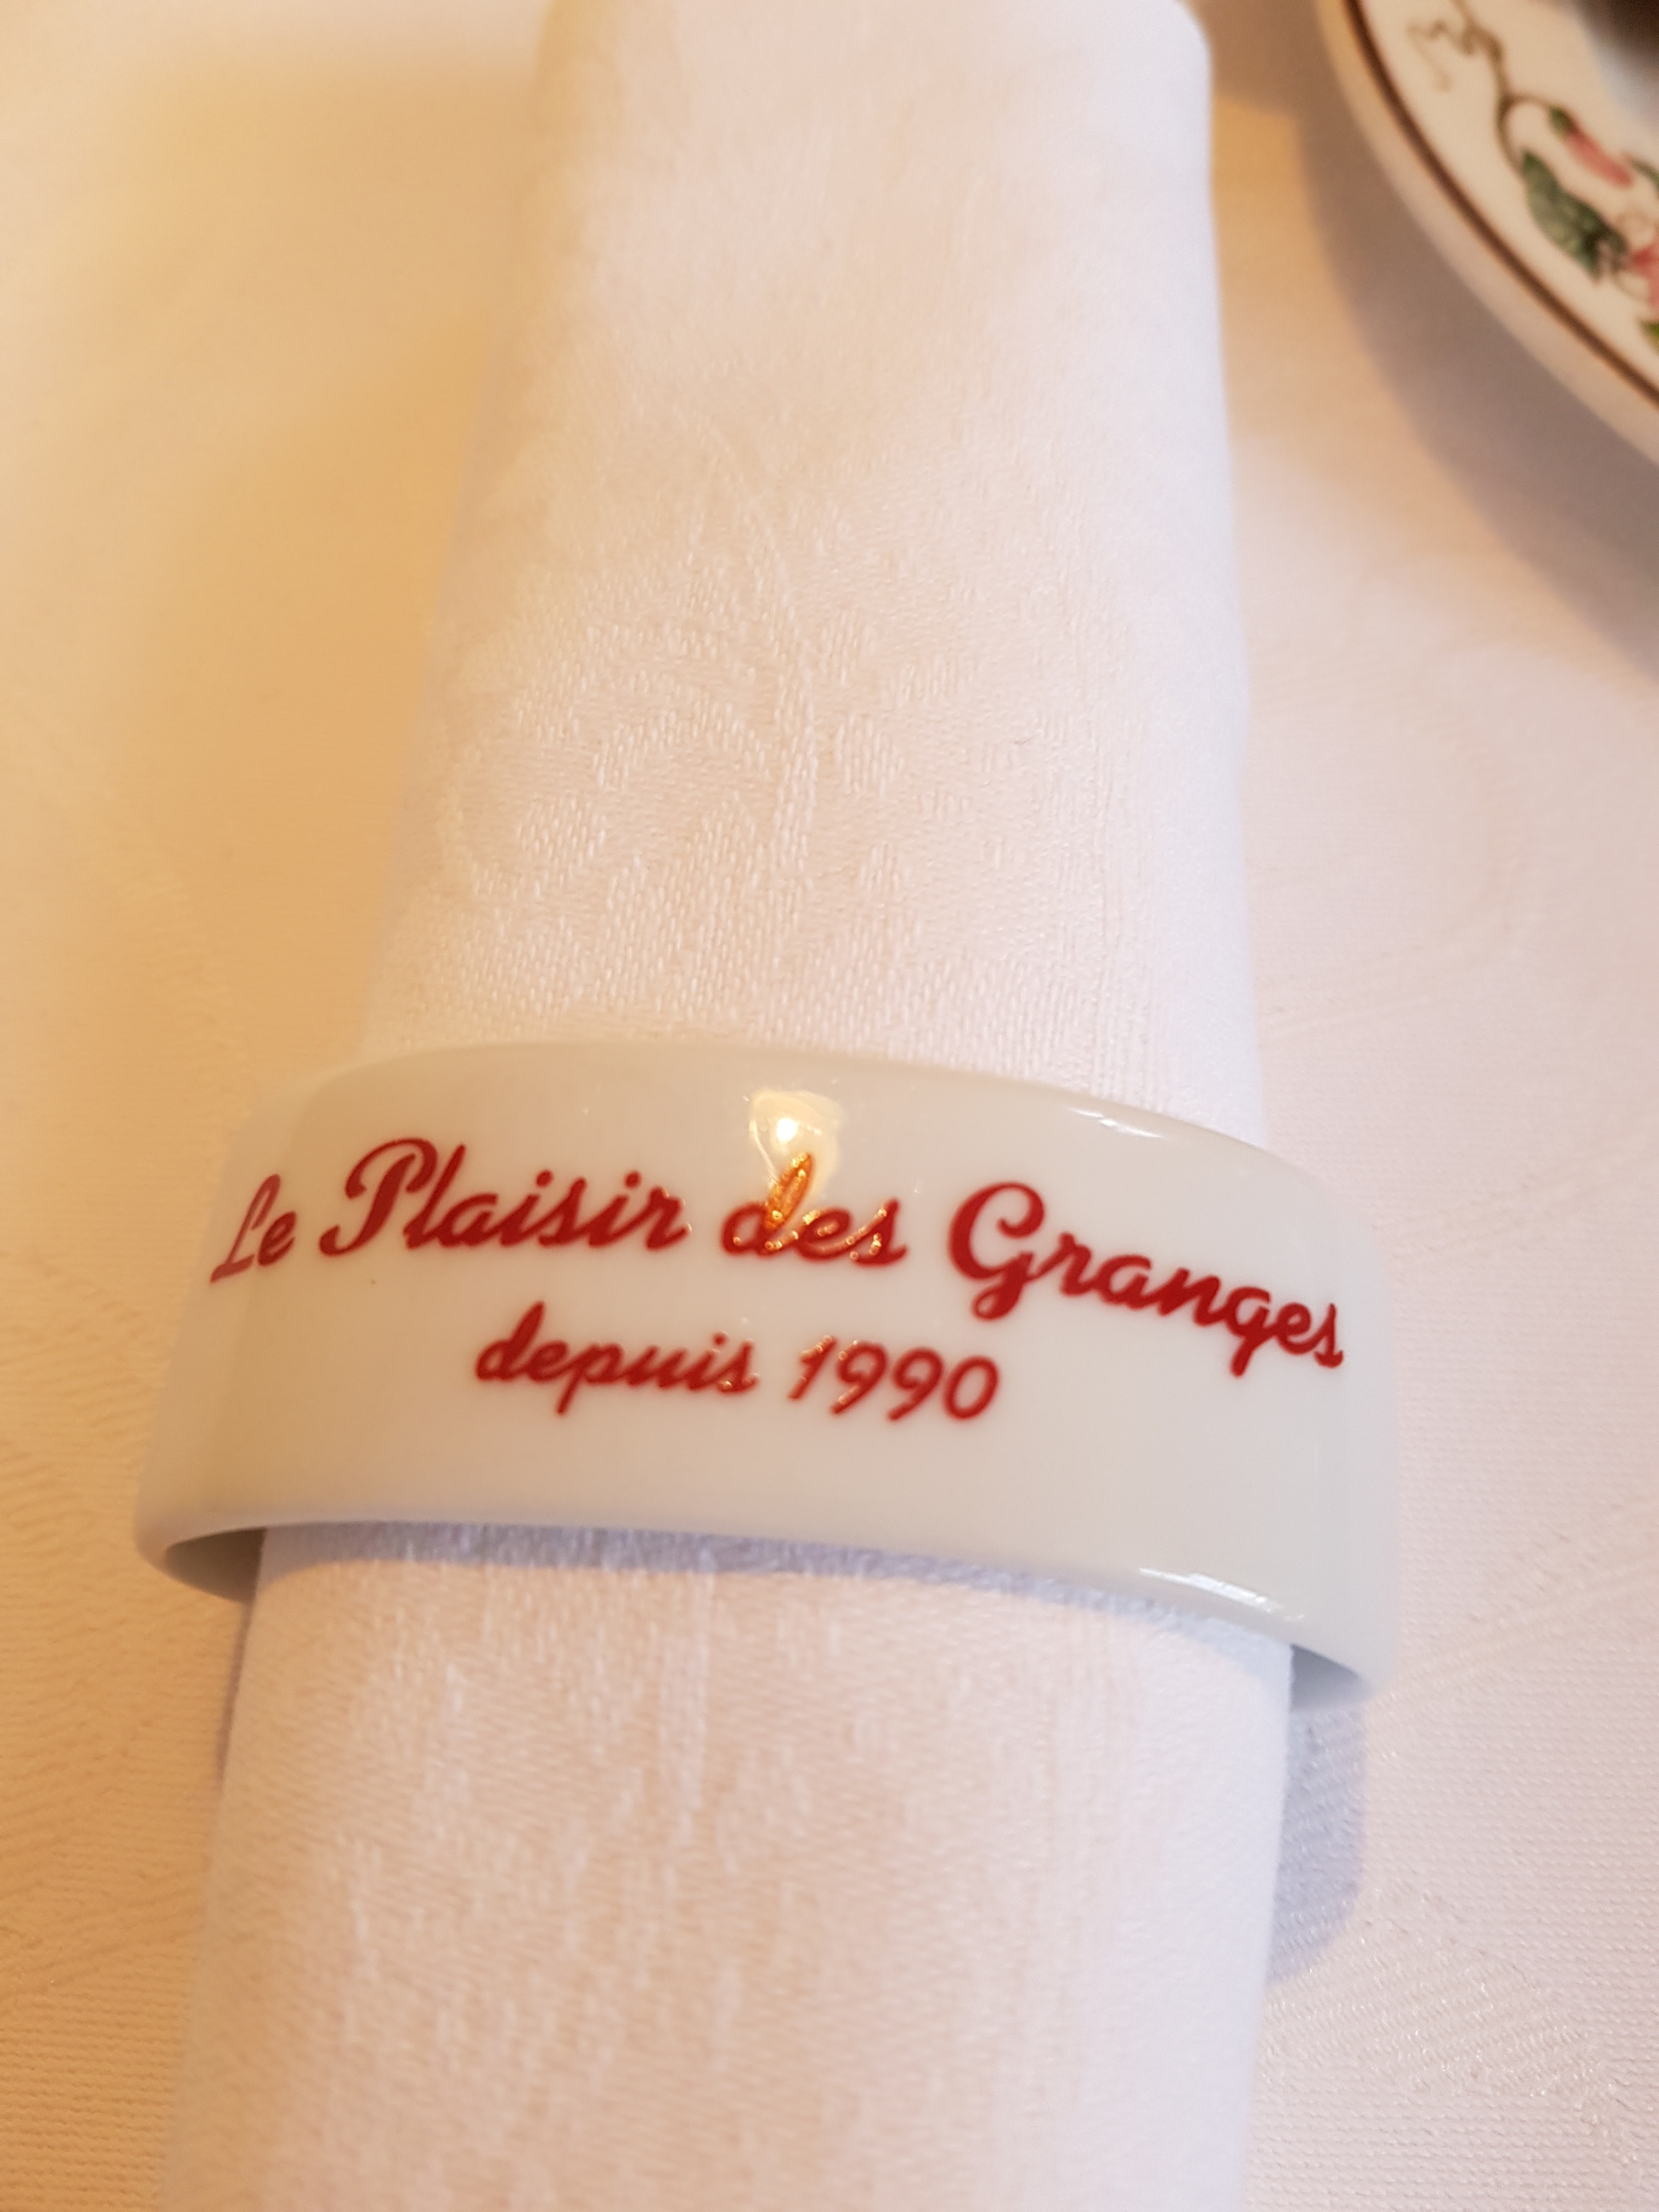 Le Plaisir des Granges
depuis 1990